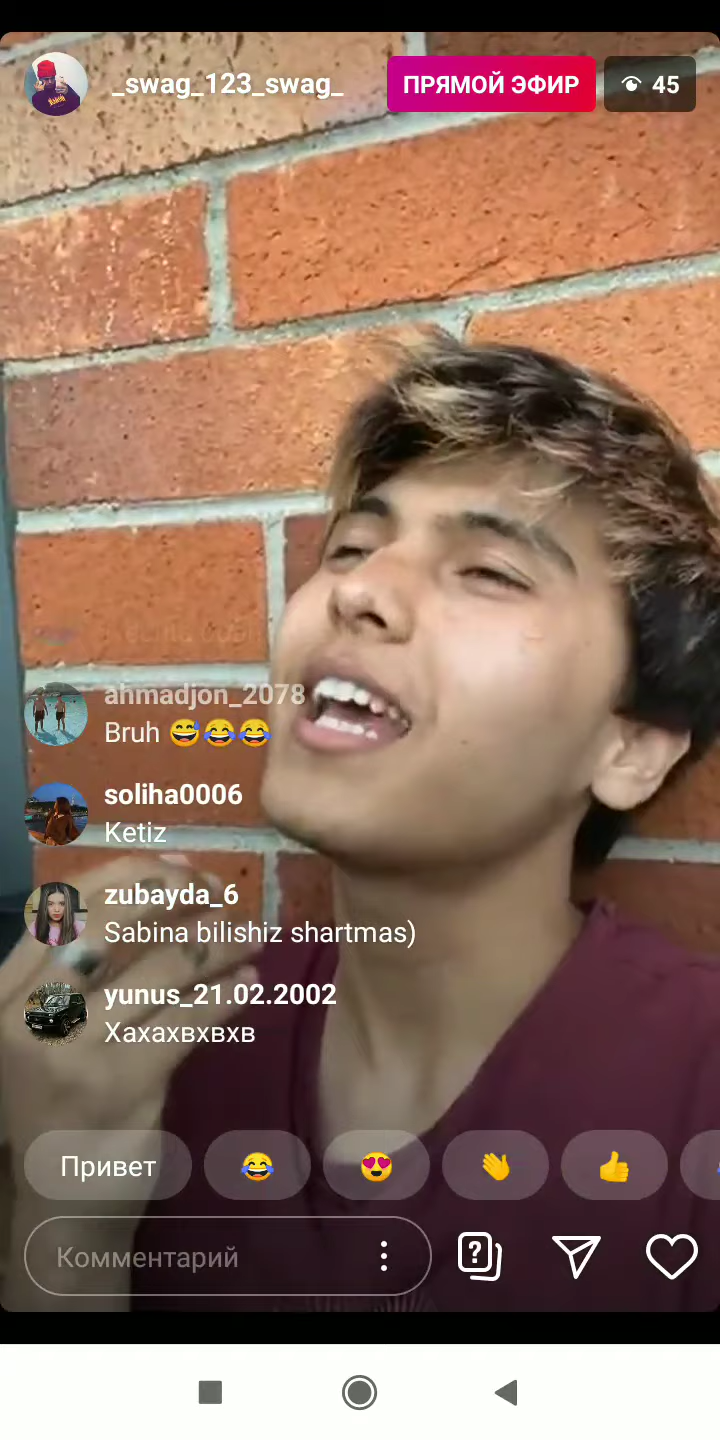 _swag_123_swag_
ПРЯМОЙ ЭФИР
45
ahmadjon_2078
Bruh 😅😂😂
soliha0006
Ketiz
zubayda_6
Sabina bilishiz shartmas)
yunus_21.02.2002
Хахахвхвхв
Привет
Комментарий